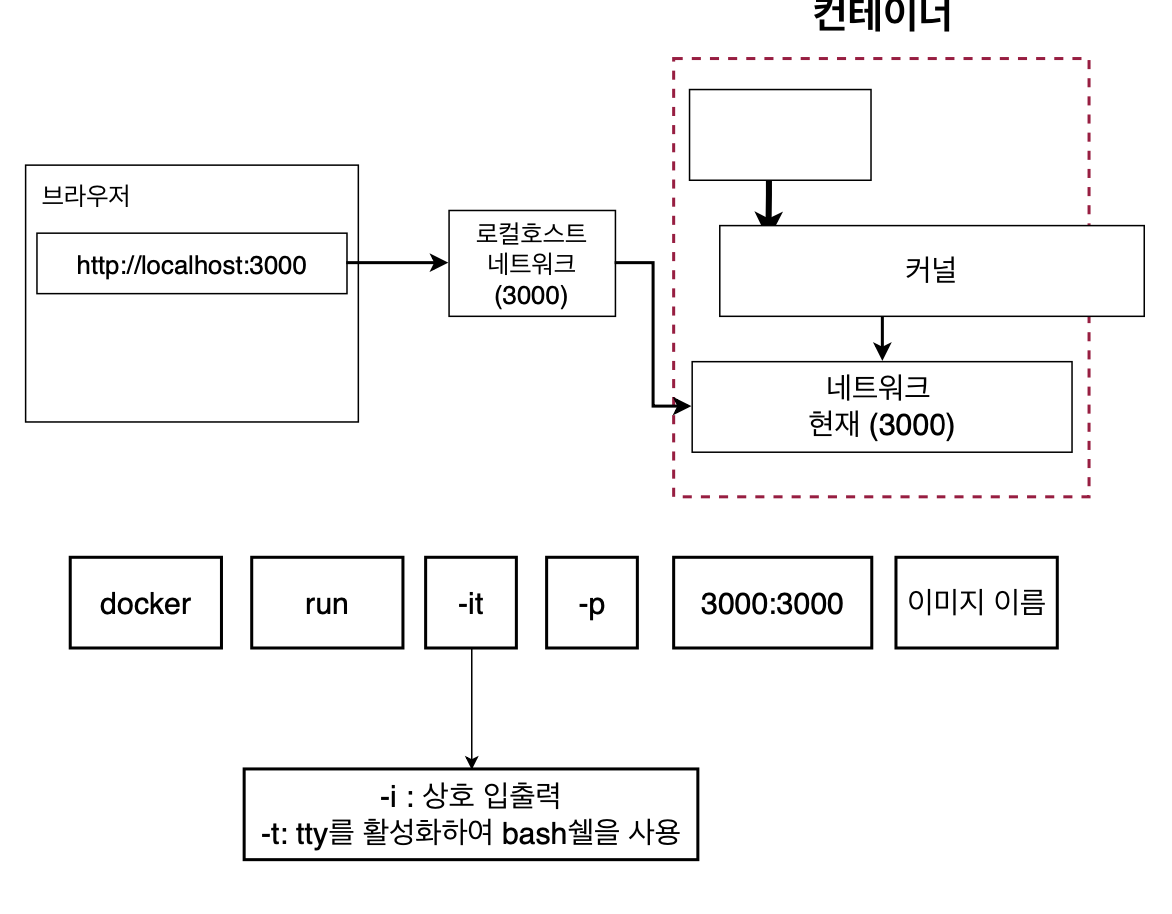 컨테이너
브라우저
http://localhost:3000
로컬호스트
네트워크
(3000)
커널
네트워크
현재 (3000)
docker
run
-it
-p
3000:3000
이미지 이름
-i : 상호 입출력
-t: tty를 활성화하여 bash쉘을 사용